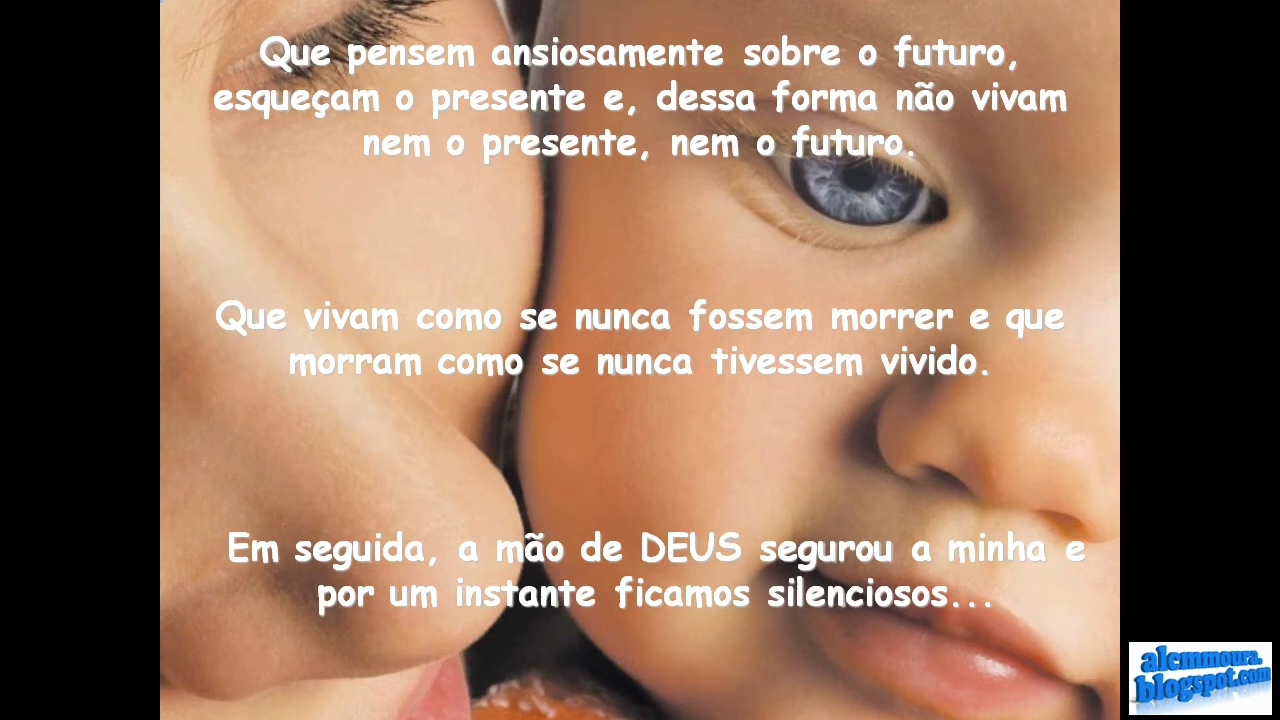 Que pensem ansiosamente sobre o futuro,
esqueçam o presente e, dessa forma não vivam
nem o presente, nem o futuro.
Que vivam como se nunca fossem morrer e que
morram como se nunca tivessem vivido.
Em seguida, a mão de DEUS segurou a minha e
por um instante ficamos silenciosos...
alcmmoura.
blogspot.com